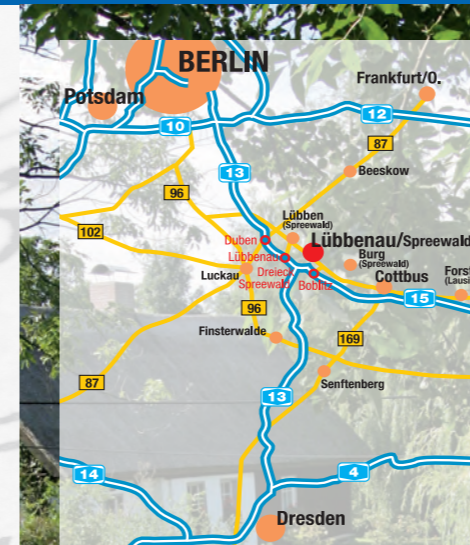 BERLIN
Potsdam
Frankfurt/O.
10
12
87
13
Beeskow
96
102
Lübben
(Spreewald)
Duben
Lübbenau/Spreewald
Lübbenau
Burg
(Spreewald)
Luckau
Dreieck
Spreewald
Boblitz
Cottbus
Forst
(Lausi
15
96
Finsterwalde
169
87
Senftenberg
13
14
4
Dresden